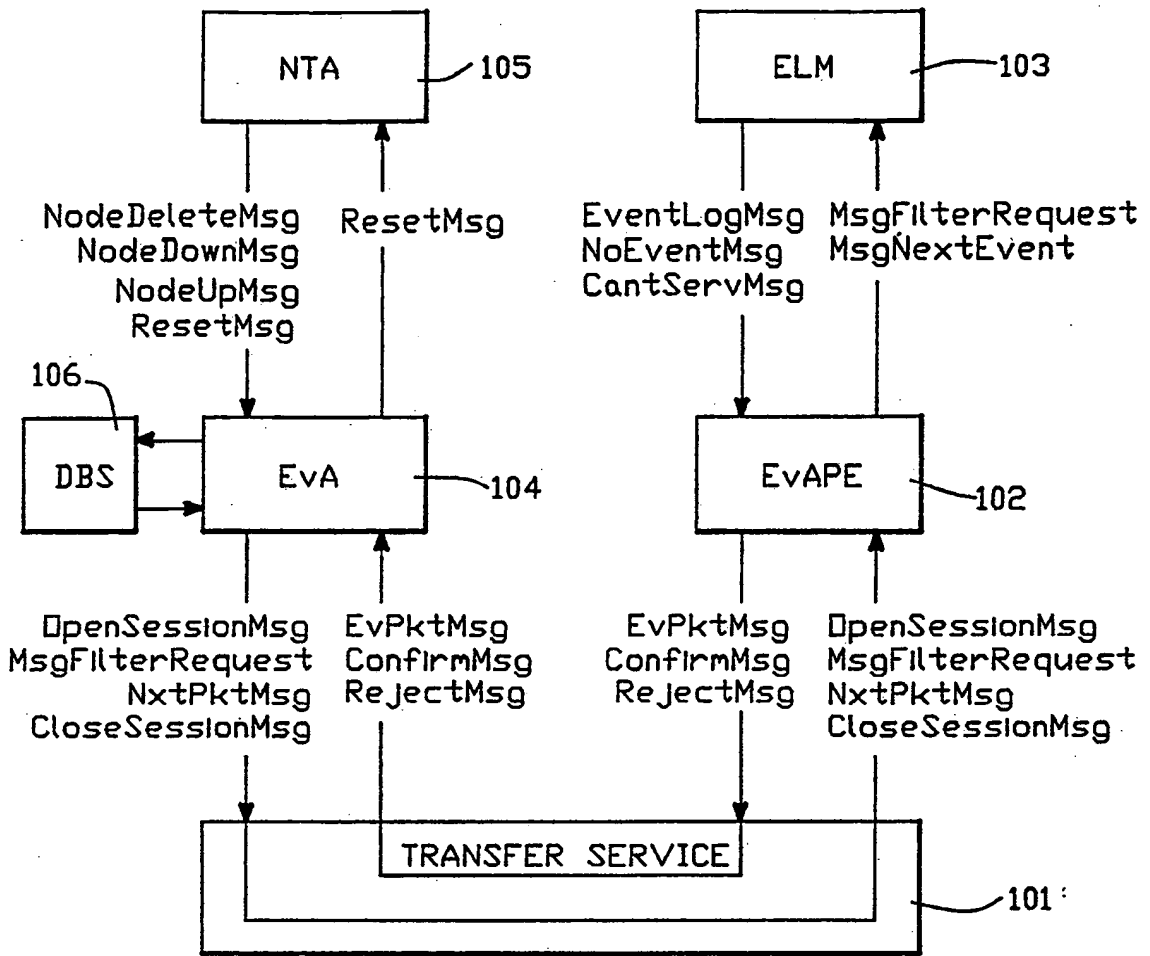 NTA
105
ELM
103
NodeDeleteMsg
NodeDownMsg
NodeUpMsg
ResetMsg
ResetMsg
EventLogMsg
NoEventMsg
CantServMsg
MsgFilterRequest
MsgNextEvent
106
DBS
EvA
104
EvAPE
102
OpenSessionMsg
MsgFilterRequest
NxtPktMsg
CloseSessionMsg
EvPktMsg
ConfirmMsg
RejectMsg
EvPktMsg
ConfirmMsg
RejectMsg
OpenSessionMsg
MsgFilterRequest
NxtPktMsg
CloseSessionMsg
TRANSFER SERVICE
101